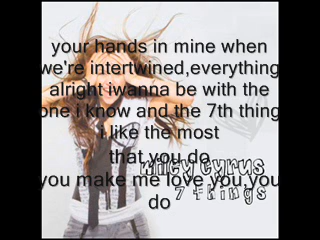 your hands in mine when
we're intertwined,everything
alright iwanna be with the
one i know and the 7th thing
i like the most
that you do
miley cyrus
you make me love you,you
7 things
do